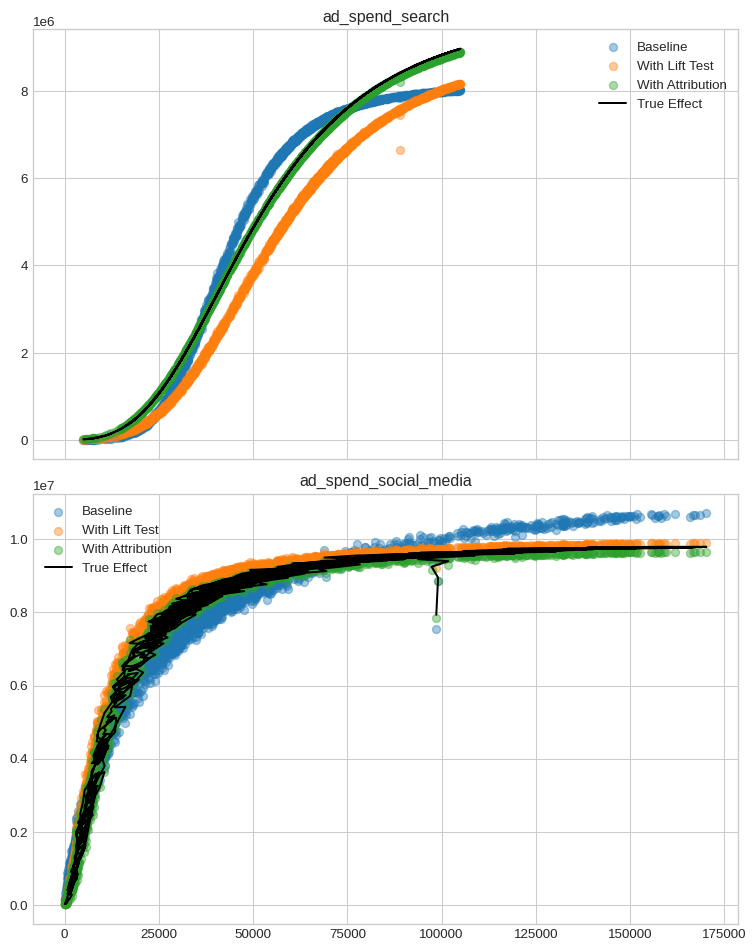 ad_spend_search
1e6
Baseline
With Lift Test
With Attribution
True Effect
8
6
4
2
0
ad_spend_social_media
1e7
Baseline
With Lift Test
With Attribution
True Effect
1.0
0.8
0.6
0.4
0.2
0.0
0 25000 50000 75000 100000 125000 150000 175000